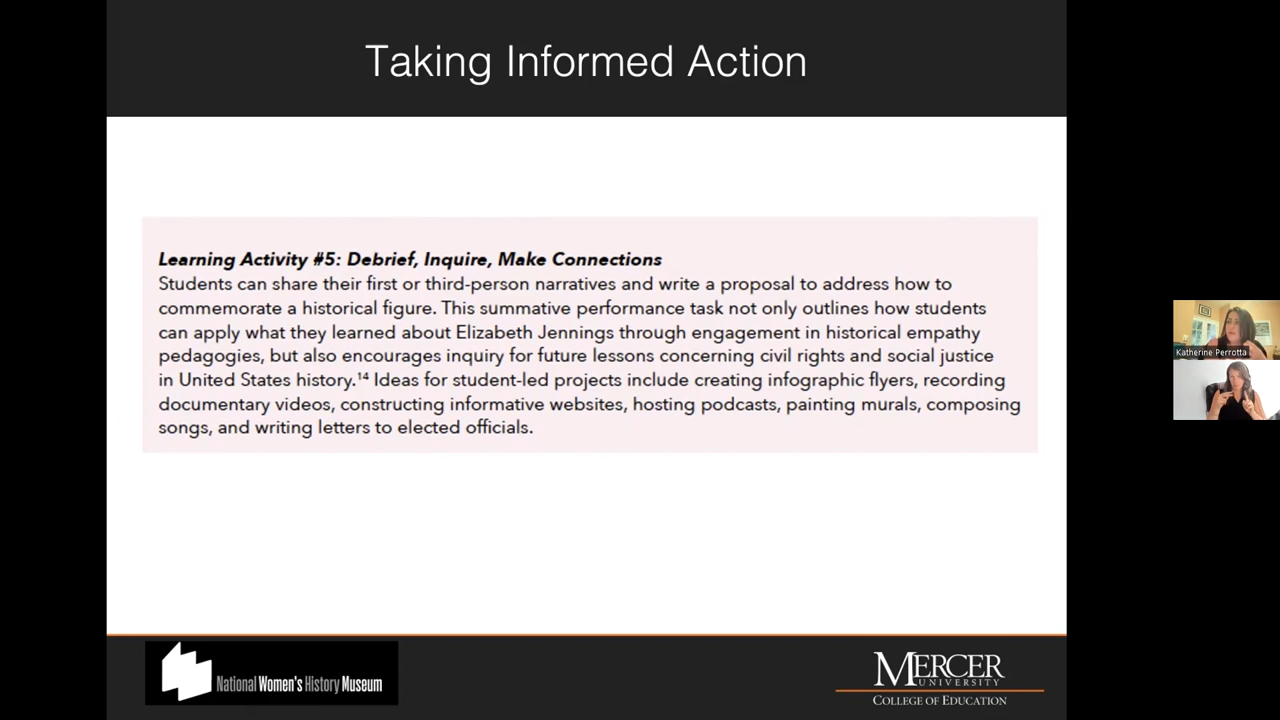 Taking Informed Action
Learning Activity #5: Debrief, Inquire, Make Connections
Students can share their first or third-person narratives and write a proposal to address how to
commemorate a historical figure. This summative performance task not only outlines how students
can apply what they learned about Elizabeth Jennings through engagement in historical empathy
pedagogies, but also encourages inquiry for future lessons concerning civil rights and social justice
in United States history.¹⁴ Ideas for student-led projects include creating infographic flyers, recording
documentary videos, constructing informative websites, hosting podcasts, painting murals, composing
songs, and writing letters to elected officials.
Katherine Perrotta
National Women's History Museum
MERCER
UNIVERSITY
COLLEGE OF EDUCATION